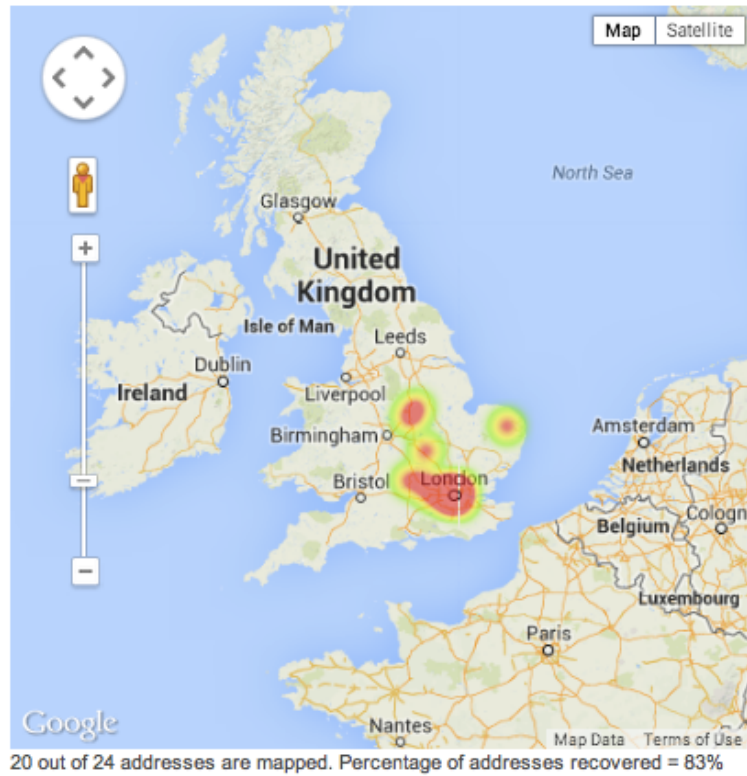 Map Satellite
North Sea
Glasgow
United
Kingdom
Isle of Man
Leeds
Dublin
Ireland
Liverpool
Birmingham
Amsterdam
Netherlands
Bristol
London
Belgium
Cologn
Luxembourg
Paris
Google
Nantes
Map Data Terms of Use
20 out of 24 addresses are mapped. Percentage of addresses recovered = 83%